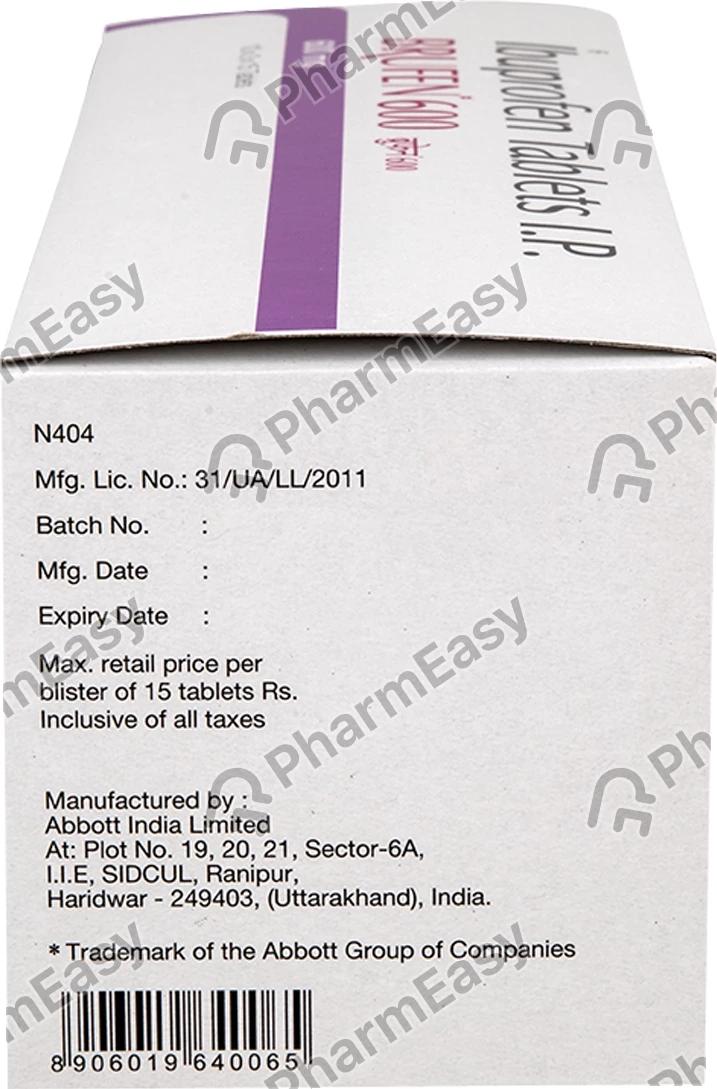 Ibuprofen Tablets I.P.
BRUFEN* 600 ब्रुफेन* 600
600 mg
N404
Mfg. Lic. No.: 31/UA/LL/2011
Batch No. :
Mfg. Date :
Expiry Date :
Max. retail price per
blister of 15 tablets Rs.
Inclusive of all taxes
Manufactured by :
Abbott India Limited
At: Plot No. 19, 20, 21, Sector-6A,
I.I.E, SIDCUL, Ranipur,
Haridwar - 249403, (Uttarakhand), India.
* Trademark of the Abbott Group of Companies
8 906019 640065
PharmEasy
PharmEasy
PharmEasy
PharmEasy
PharmEasy